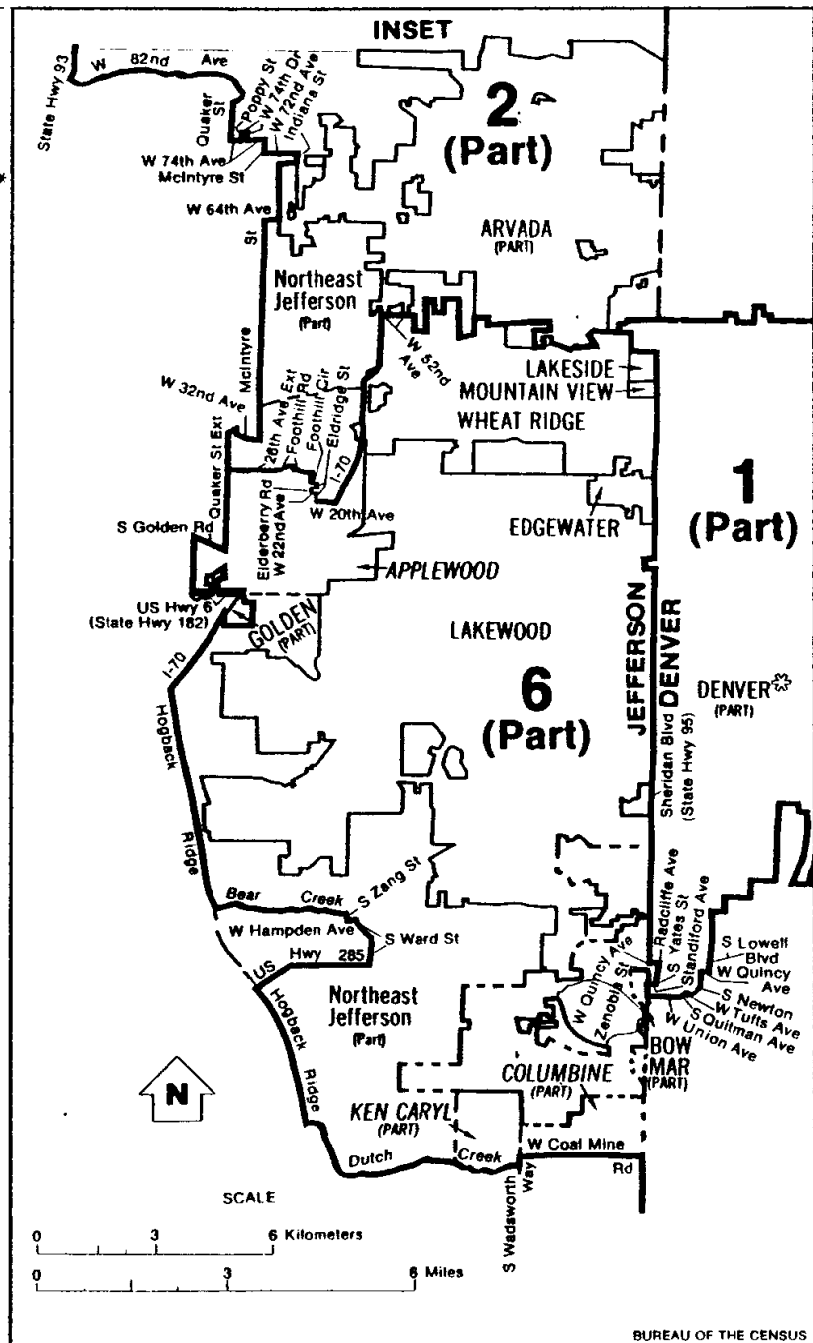 INSET
State Hwy 93
W 82nd Ave
Quaker St
Poppy St
W 74th Dr
W 72nd Ave
Indiana St
W 74th Ave
McIntyre St
W 64th Ave
2
(Part)
ARVADA
(PART)
Northeast
Jefferson
(Part)
McIntyre St
W 52nd Ave
LAKESIDE
MOUNTAIN VIEW
WHEAT RIDGE
W 32nd Ave
Quaker St Ext
26th Ave Ext
Foothill Rd
Foothill Cir
Eldridge St
I-70
Elderberry Rd
W 22nd Ave
W 20th Ave
S Golden Rd
EDGEWATER
1
(Part)
APPLEWOOD
US Hwy 6
(State Hwy 182)
GOLDEN
(PART)
LAKEWOOD
6
(Part)
JEFFERSON
DENVER
DENVER
(PART)
Sheridan Blvd
(State Hwy 95)
I-70
Hogback Ridge
Bear Creek
S Zang St
W Hampden Ave
S Ward St
US Hwy 285
Northeast
Jefferson
(Part)
Hogback Ridge
W Quincy Ave
Zenobia St
Radcliffe Ave
S Yates St
Standiford Ave
S Lowell
Blvd
W Quincy
Ave
S Newton
W Tufts Ave
S Quitman Ave
W Union Ave
BOW
MAR
(PART)
COLUMBINE
(PART)
KEN CARYL
(PART)
N
Dutch Creek
W Coal Mine Rd
S Wadsworth Way
SCALE
0 3 6 Kilometers
0 3 6 Miles
BUREAU OF THE CENSUS